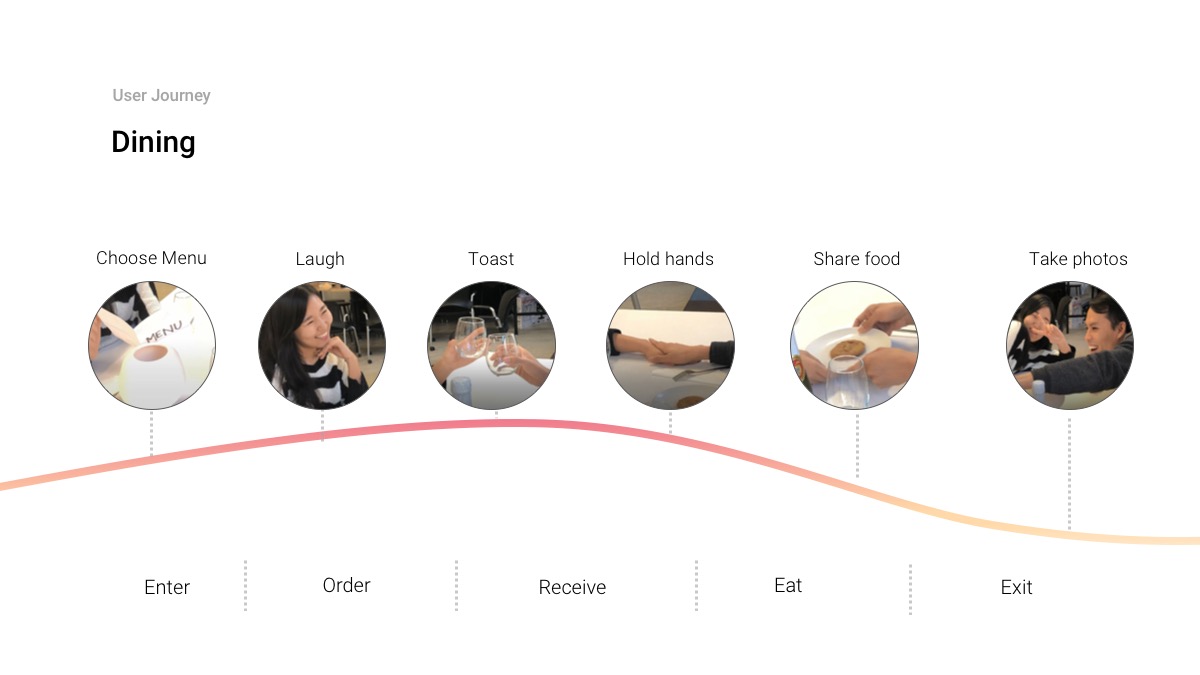 User Journey
Dining
Choose Menu
Laugh
Toast
Hold hands
Share food
Take photos
MENU
Enter
Order
Receive
Eat
Exit